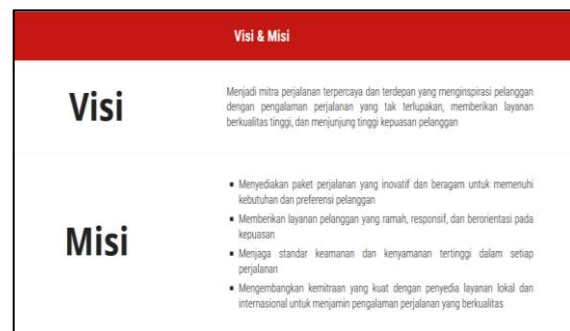 Visi & Misi
Visi
Menjadi mitra perjalanan terpercaya dan terdepan yang menginspirasi pelanggan
dengan pengalaman perjalanan yang tak terlupakan, memberikan layanan
berkualitas tinggi, dan menjunjung tinggi kepuasan pelanggan
Misi
▪ Menyediakan paket perjalanan yang inovatif dan beragam untuk memenuhi
kebutuhan dan preferensi pelanggan
▪ Memberikan layanan pelanggan yang ramah, responsif, dan berorientasi pada
kepuasan
▪ Menjaga standar keamanan dan kenyamanan tertinggi dalam setiap
perjalanan
▪ Mengembangkan kemitraan yang kuat dengan penyedia layanan lokal dan
internasional untuk menjamin pengalaman perjalanan yang berkualitas